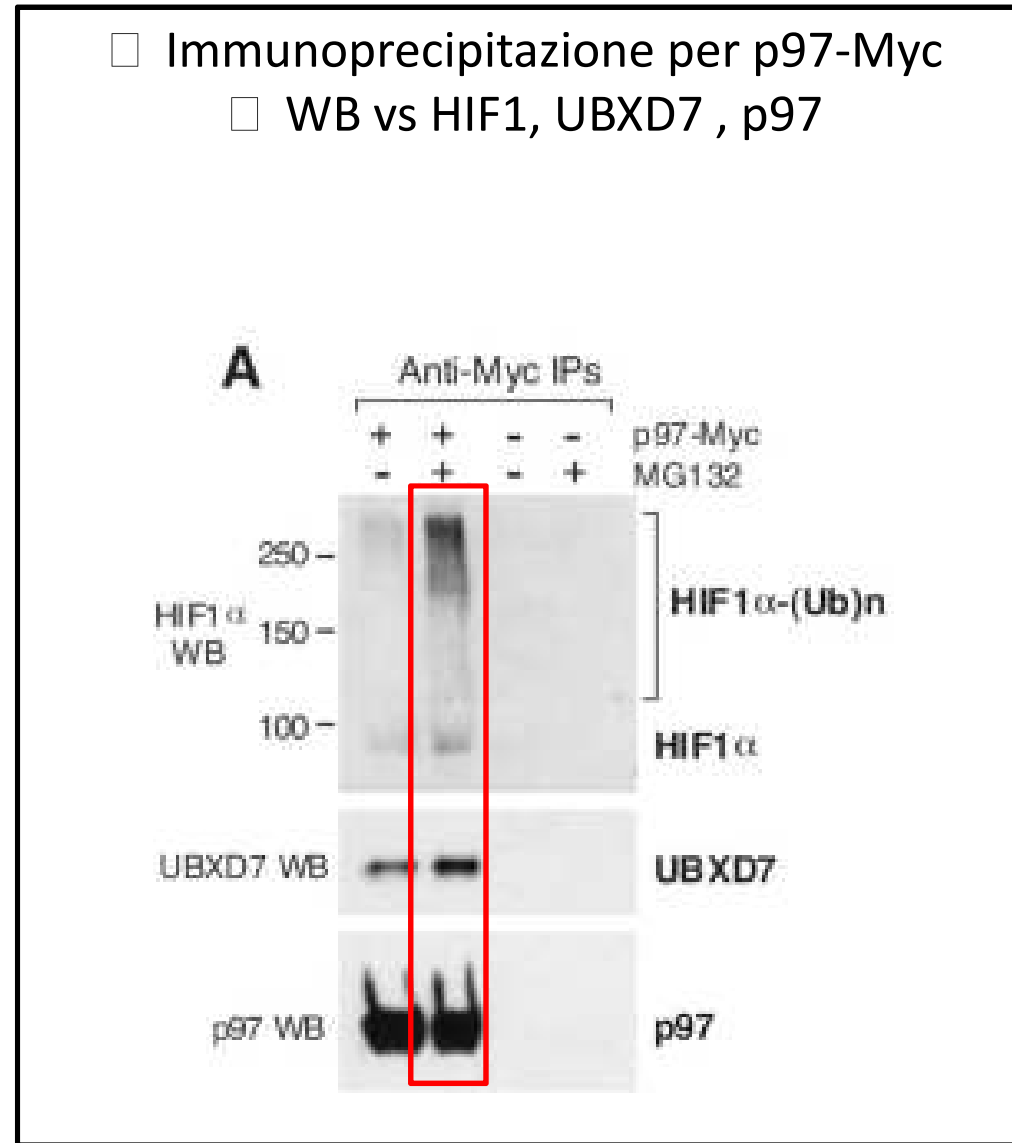 □ Immunoprecipitazione per p97-Myc
□ WB vs HIF1, UBXD7 , p97
A
Anti-Myc IPs
+ + - - p97-Myc
- + - + MG132
250
HIF1α WB
150
100
HIF1α-(Ub)n
HIF1α
UBXD7 WB
UBXD7
p97 WB
p97